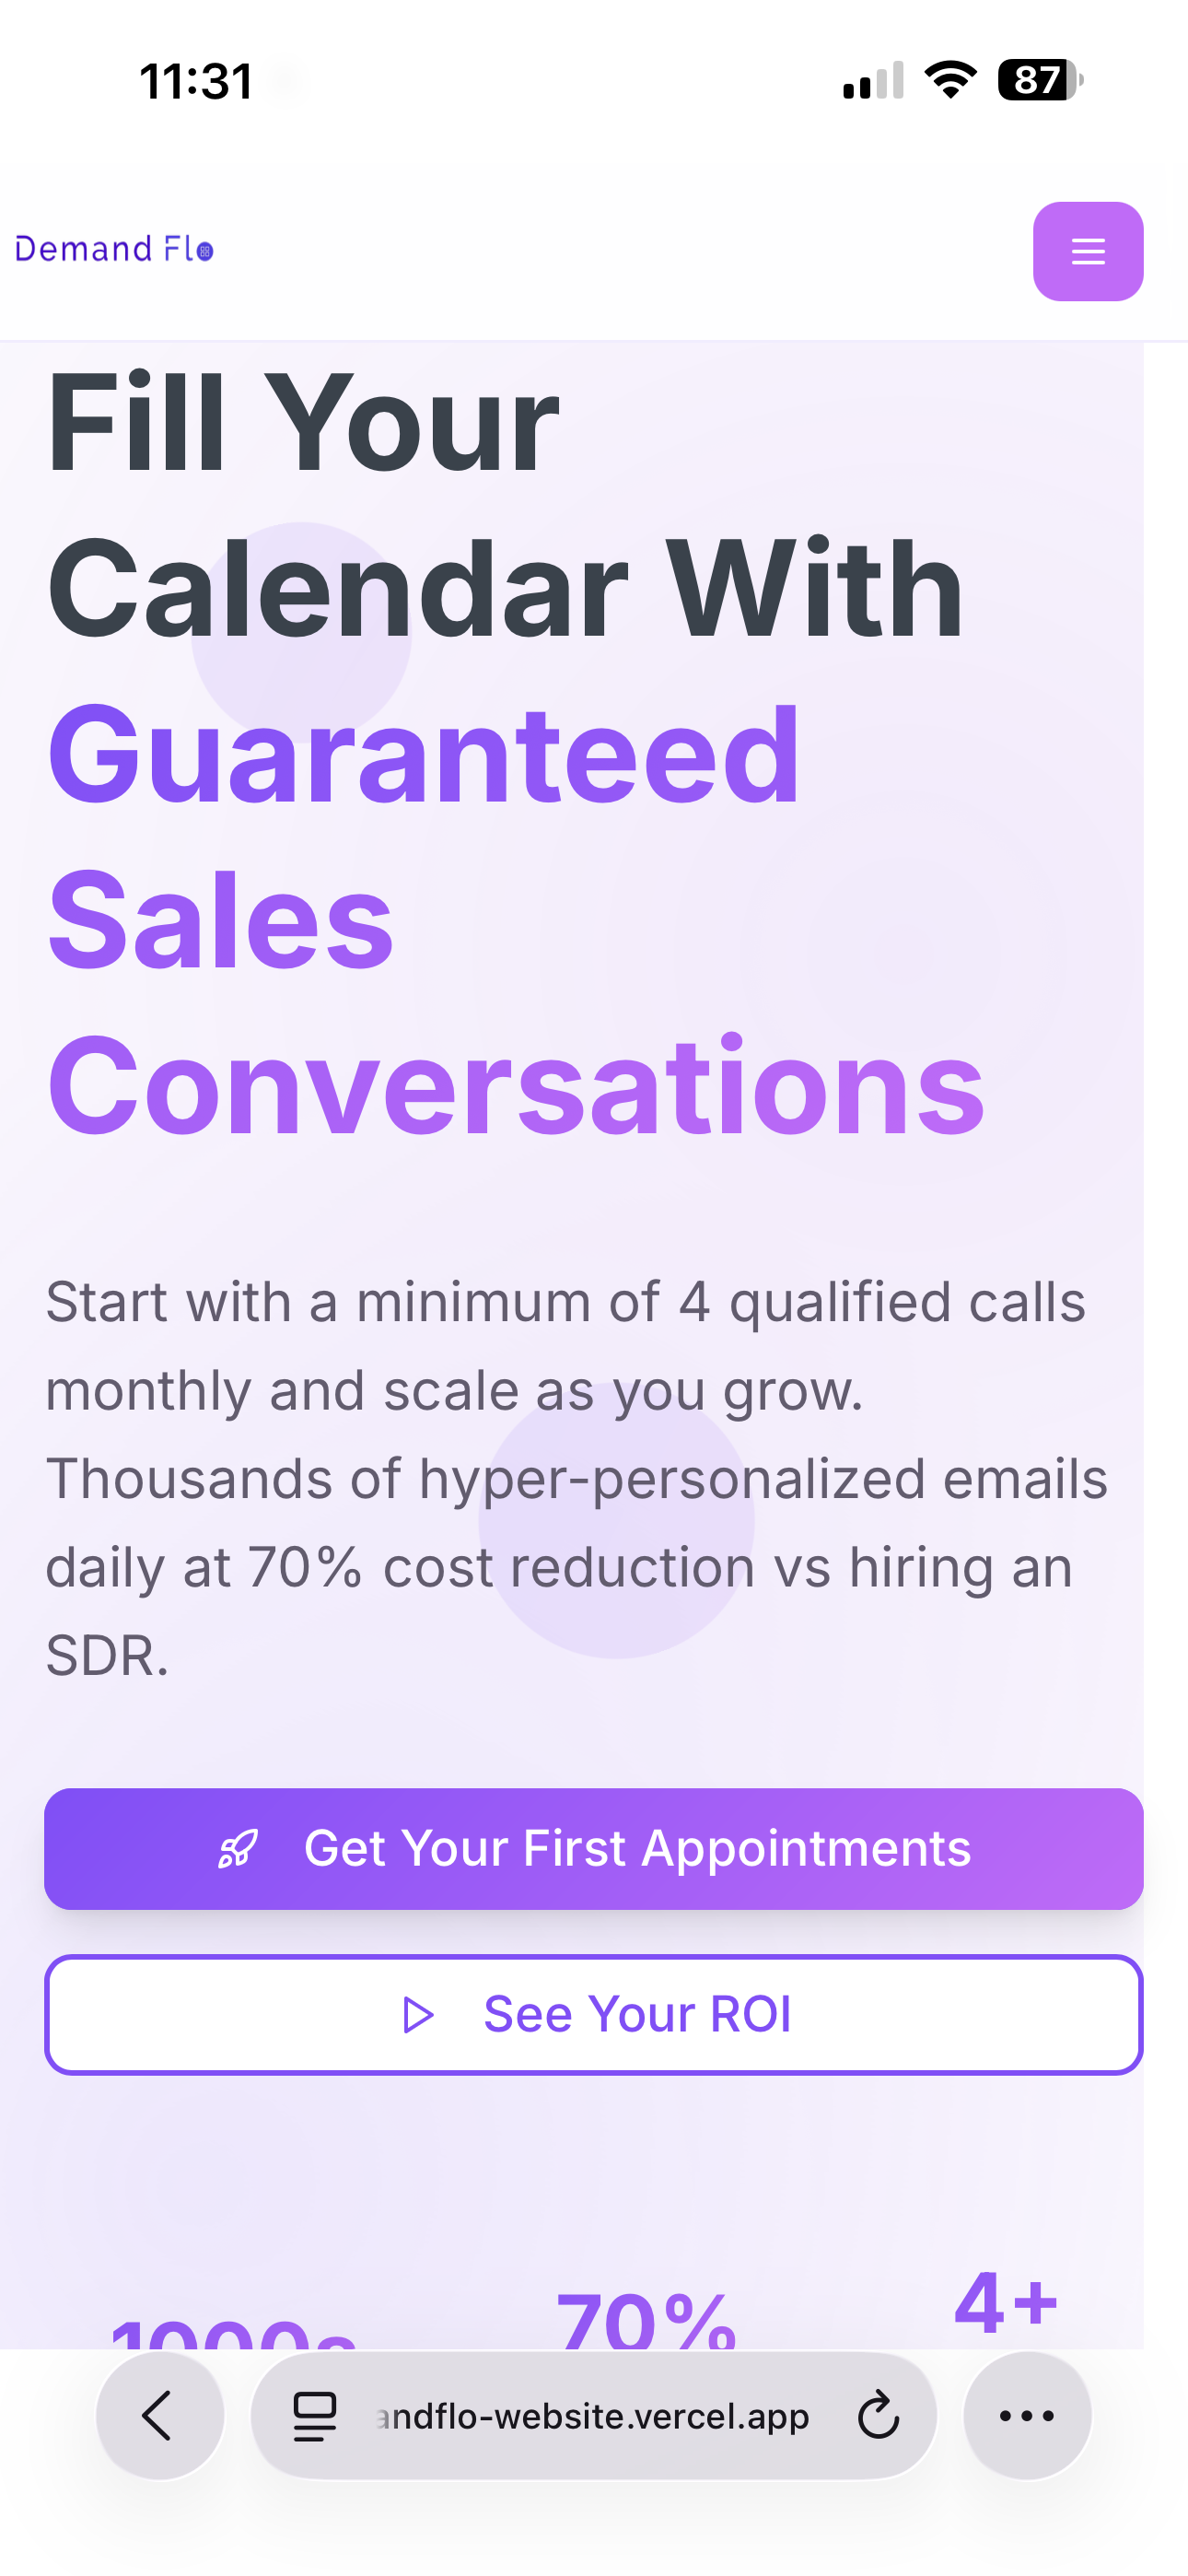 11:31
87
Demand Flo
Fill Your
Calendar With
Guaranteed
Sales
Conversations
Start with a minimum of 4 qualified calls
monthly and scale as you grow.
Thousands of hyper-personalized emails
daily at 70% cost reduction vs hiring an
SDR.
Get Your First Appointments
See Your ROI
1000s 70% 4+
andflo-website.vercel.app